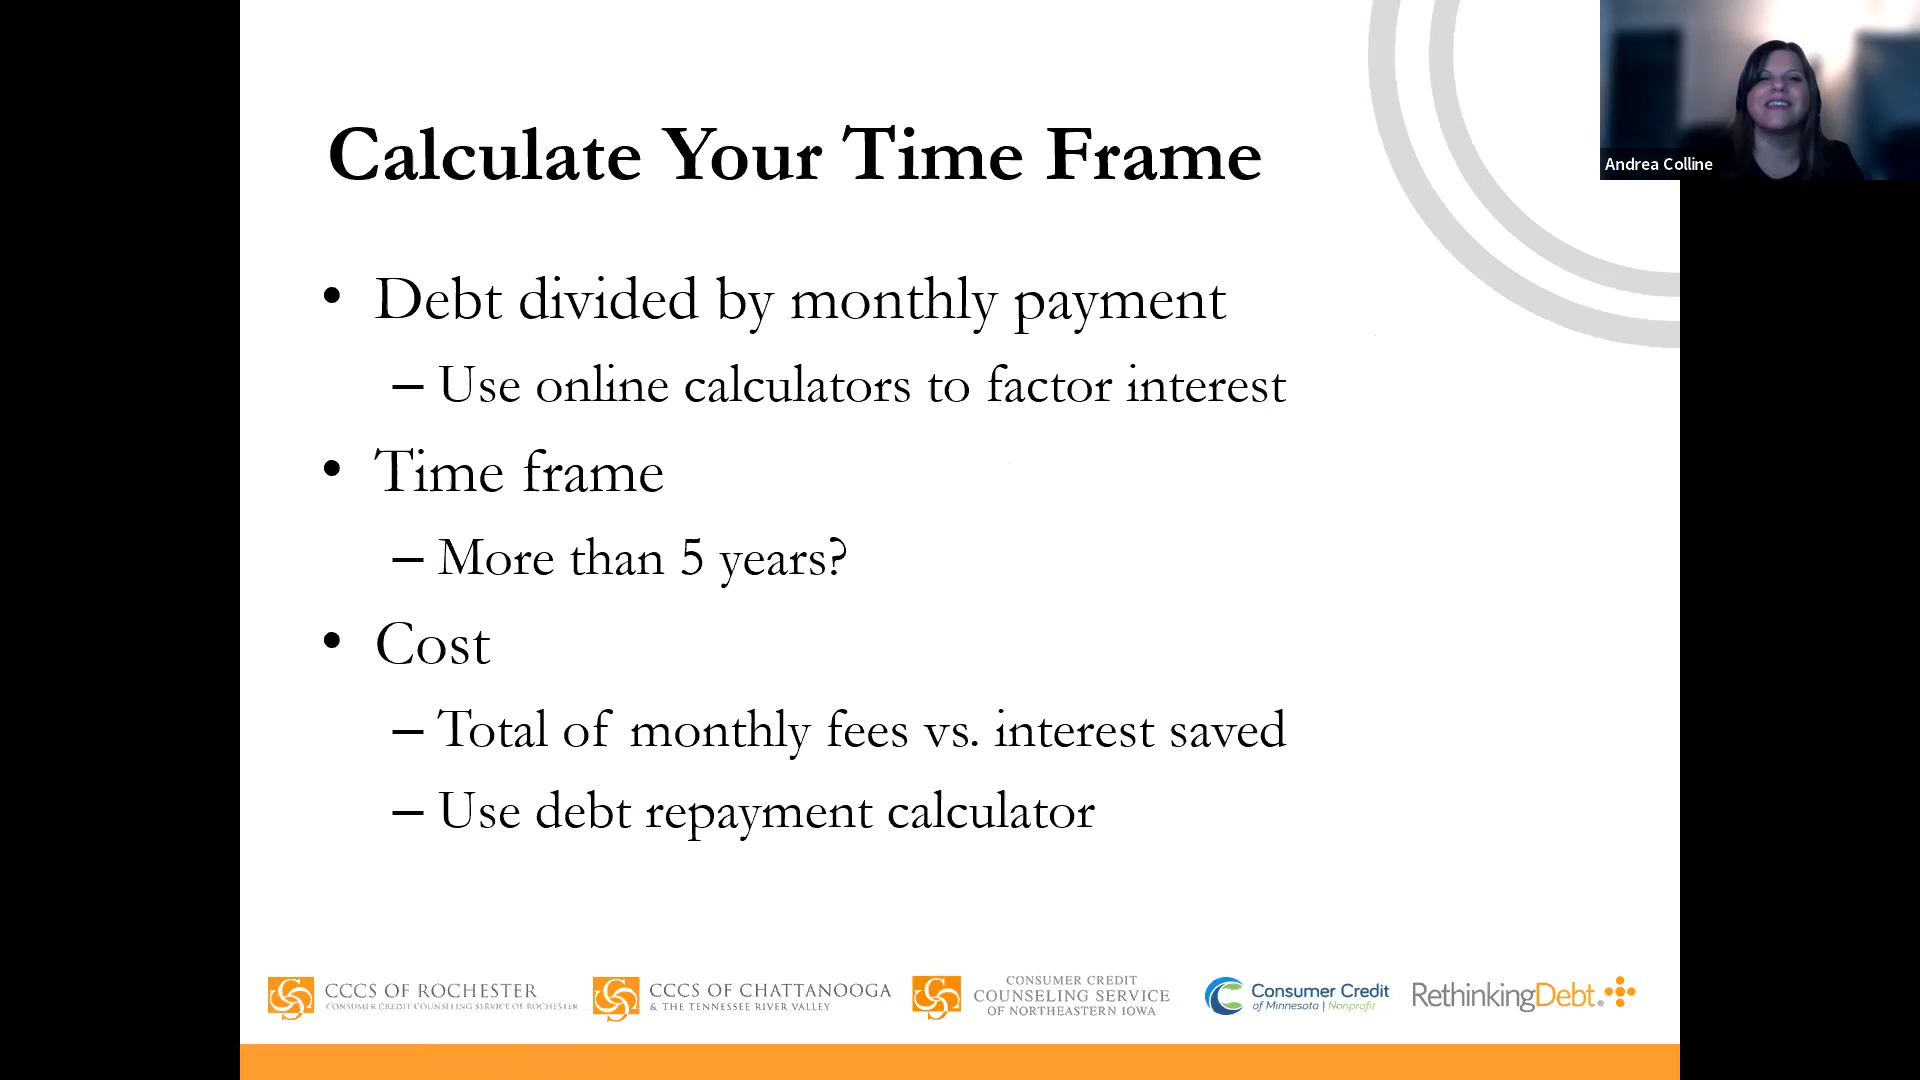 Calculate Your Time Frame
Andrea Colline
• Debt divided by monthly payment
– Use online calculators to factor interest
• Time frame
– More than 5 years?
• Cost
– Total of monthly fees vs. interest saved
– Use debt repayment calculator
CCCS OF ROCHESTER
CONSUMER CREDIT COUNSELING SERVICE OF ROCHESTER
CCCS OF CHATTANOOGA
& THE TENNESSEE RIVER VALLEY
CONSUMER CREDIT
COUNSELING SERVICE
OF NORTHEASTERN IOWA
Consumer Credit
of Minnesota | Nonprofit
RethinkingDebt.®